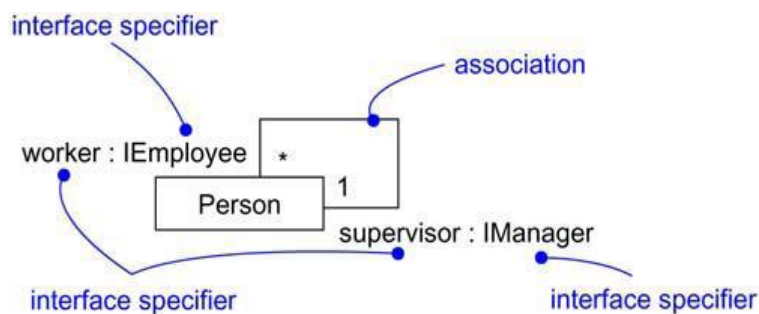 interface specifier
association
worker : IEmployee
*
1
Person
supervisor : IManager
interface specifier
interface specifier